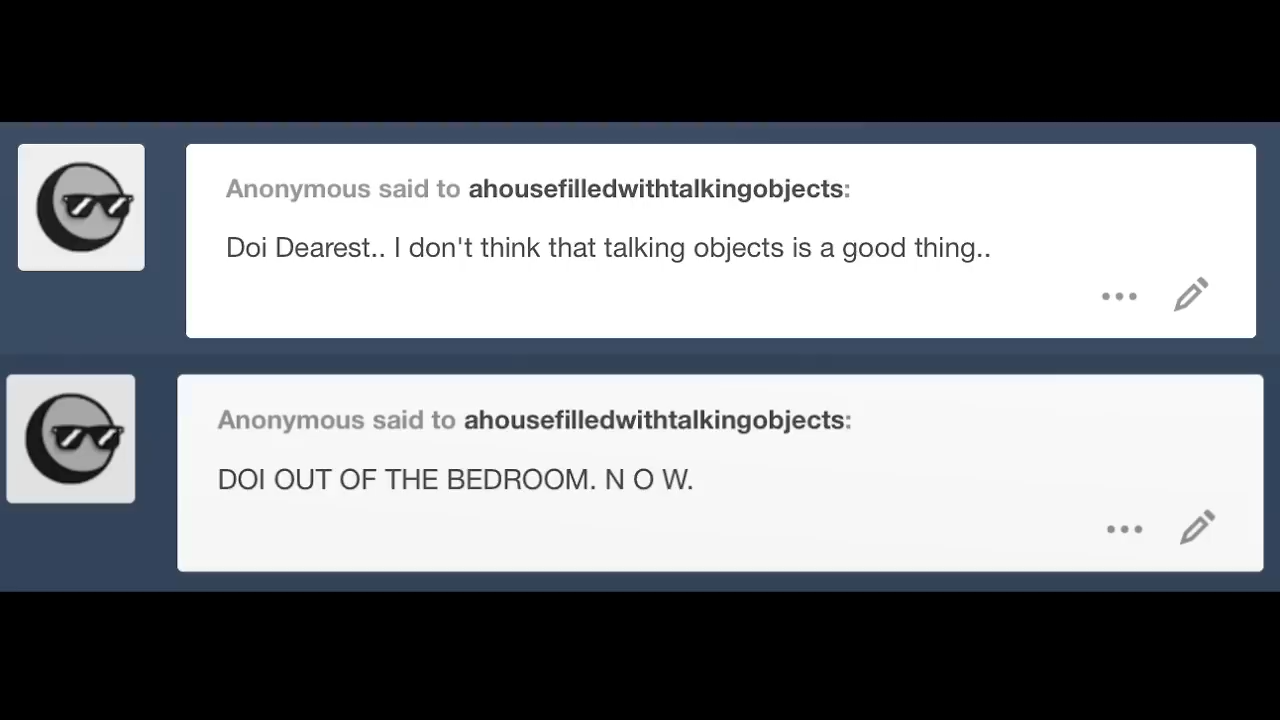 Anonymous said to ahousefilledwithtalkingobjects:
Doi Dearest.. I don't think that talking objects is a good thing..
Anonymous said to ahousefilledwithtalkingobjects:
DOI OUT OF THE BEDROOM. N O W.